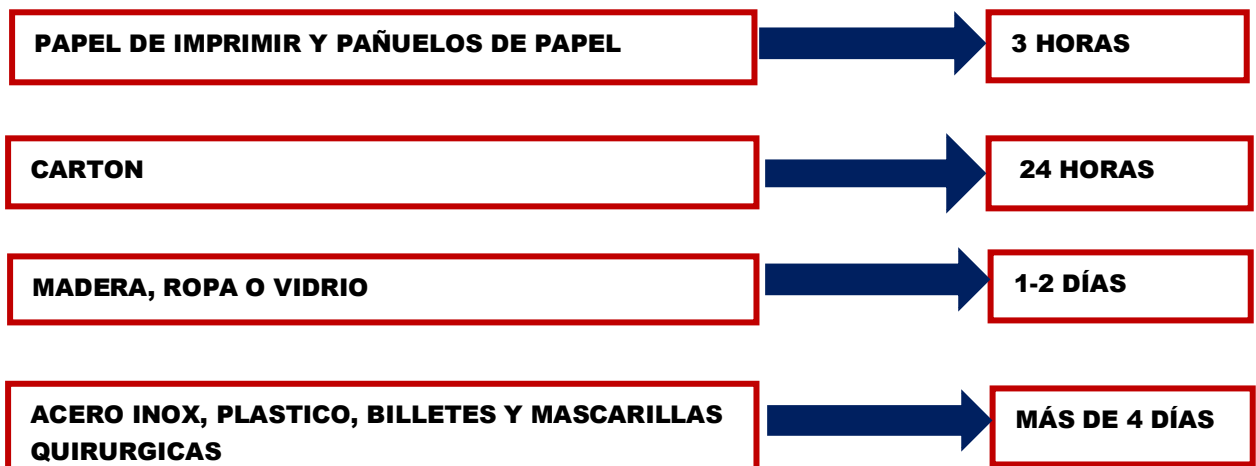 PAPEL DE IMPRIMIR Y PAÑUELOS DE PAPEL
3 HORAS
CARTON
24 HORAS
MADERA, ROPA O VIDRIO
1-2 DÍAS
ACERO INOX, PLASTICO, BILLETES Y MASCARILLAS
QUIRURGICAS
MÁS DE 4 DÍAS